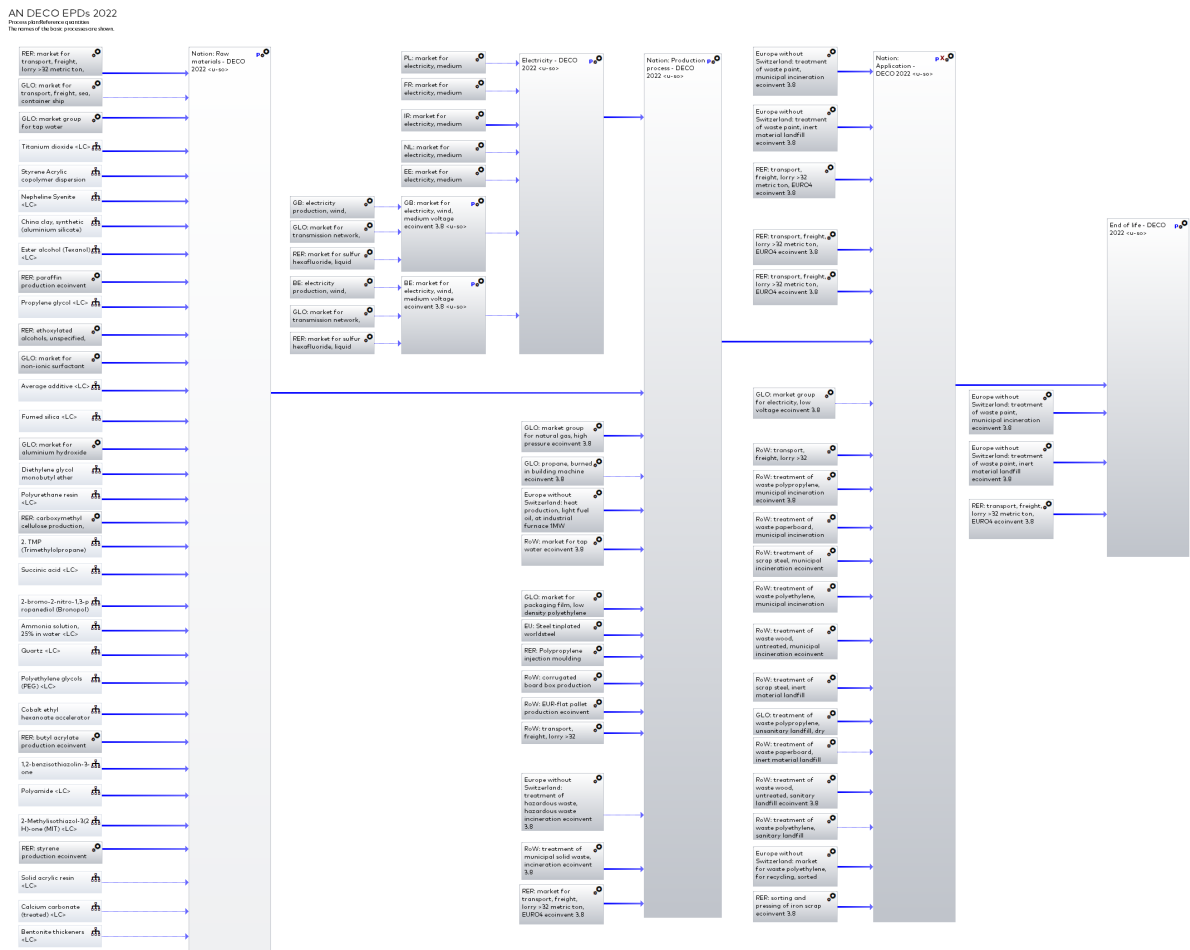 AN DECO EPDs 2022
Process plan:Reference quantities
The names of the basic processes are shown.
RER: market for
transport, freight,
lorry >32 metric ton,
GLO: market for
transport, freight, sea,
container ship
GLO: market group
for tap water
Titanium dioxide <LC>
Styrene Acrylic
copolymer dispersion
Nepheline Syenite
<LC>
China clay, synthetic
(aluminium silicate)
Ester alcohol (Texanol)
<LC>
RER: paraffin
production ecoinvent
Propylene glycol <LC>
RER: ethoxylated
alcohols, unspecified,
GLO: market for
non-ionic surfactant
Average additive <LC>
Fumed silica <LC>
GLO: market for
aluminium hydroxide
Diethylene glycol
monobutyl ether
Polyurethane resin
<LC>
RER: carboxymethyl
cellulose production,
2. TMP
(Trimethylolpropane)
Succinic acid <LC>
2-bromo-2-nitro-1,3-p
ropanediol (Bronopol)
Ammonia solution,
25% in water <LC>
Quartz <LC>
Polyethylene glycols
(PEG) <LC>
Cobalt ethyl
hexanoate accelerator
RER: butyl acrylate
production ecoinvent
1,2-benzisothiazolin-3-
one
Polyamide <LC>
2-Methylisothiazol-3(2
H)-one (MIT) <LC>
RER: styrene
production ecoinvent
Solid acrylic resin
<LC>
Calcium carbonate
(treated) <LC>
Bentonite thickeners
<LC>
Nation: Raw
materials - DECO
2022 <u-so>
GB: electricity
production, wind,
GLO: market for
transmission network,
RER: market for sulfur
hexafluoride, liquid
BE: electricity
production, wind,
GLO: market for
transmission network,
RER: market for sulfur
hexafluoride, liquid
PL: market for
electricity, medium
FR: market for
electricity, medium
IR: market for
electricity, medium
NL: market for
electricity, medium
EE: market for
electricity, medium
GB: market for
electricity, wind,
medium voltage
ecoinvent 3.8 <u-so>
BE: market for
electricity, wind,
medium voltage
ecoinvent 3.8 <u-so>
Electricity - DECO
2022 <u-so>
GLO: market group
for natural gas, high
pressure ecoinvent 3.8
GLO: propane, burned
in building machine
ecoinvent 3.8
Europe without
Switzerland: heat
production, light fuel
oil, at industrial
furnace 1MW
RoW: market for tap
water ecoinvent 3.8
GLO: market for
packaging film, low
density polyethylene
EU: Steel tinplated
worldsteel
RER: Polypropylene
injection moulding
RoW: corrugated
board box production
RoW: EUR-flat pallet
production ecoinvent
RoW: transport,
freight, lorry >32
Europe without
Switzerland:
treatment of
hazardous waste,
hazardous waste
incineration ecoinvent
3.8
RoW: treatment of
municipal solid waste,
incineration ecoinvent
3.8
RER: market for
transport, freight,
lorry >32 metric ton,
EURO4 ecoinvent 3.8
Nation: Production
process - DECO
2022 <u-so>
Europe without
Switzerland: treatment
of waste paint,
municipal incineration
ecoinvent 3.8
Europe without
Switzerland: treatment
of waste paint, inert
material landfill
ecoinvent 3.8
RER: transport,
freight, lorry >32
metric ton, EURO4
ecoinvent 3.8
RER: transport, freight,
lorry >32 metric ton,
EURO4 ecoinvent 3.8
RER: transport, freight,
lorry >32 metric ton,
EURO4 ecoinvent 3.8
GLO: market group
for electricity, low
voltage ecoinvent 3.8
RoW: transport,
freight, lorry >32
RoW: treatment of
waste polypropylene,
municipal incineration
ecoinvent 3.8
RoW: treatment of
waste paperboard,
municipal incineration
RoW: treatment of
scrap steel, municipal
incineration ecoinvent
RoW: treatment of
waste polyethylene,
municipal incineration
RoW: treatment of
waste wood,
untreated, municipal
incineration ecoinvent
RoW: treatment of
scrap steel, inert
material landfill
GLO: treatment of
waste polypropylene,
unsanitary landfill, dry
RoW: treatment of
waste paperboard,
inert material landfill
RoW: treatment of
waste wood,
untreated, sanitary
landfill ecoinvent 3.8
RoW: treatment of
waste polyethylene,
sanitary landfill
Europe without
Switzerland: market
for waste polyethylene,
for recycling, sorted
RER: sorting and
pressing of iron scrap
ecoinvent 3.8
Nation:
Application -
DECO 2022 <u-so>
Europe without
Switzerland: treatment
of waste paint,
municipal incineration
ecoinvent 3.8
Europe without
Switzerland: treatment
of waste paint, inert
material landfill
ecoinvent 3.8
RER: transport, freight,
lorry >32 metric ton,
EURO4 ecoinvent 3.8
End of life - DECO
2022 <u-so>